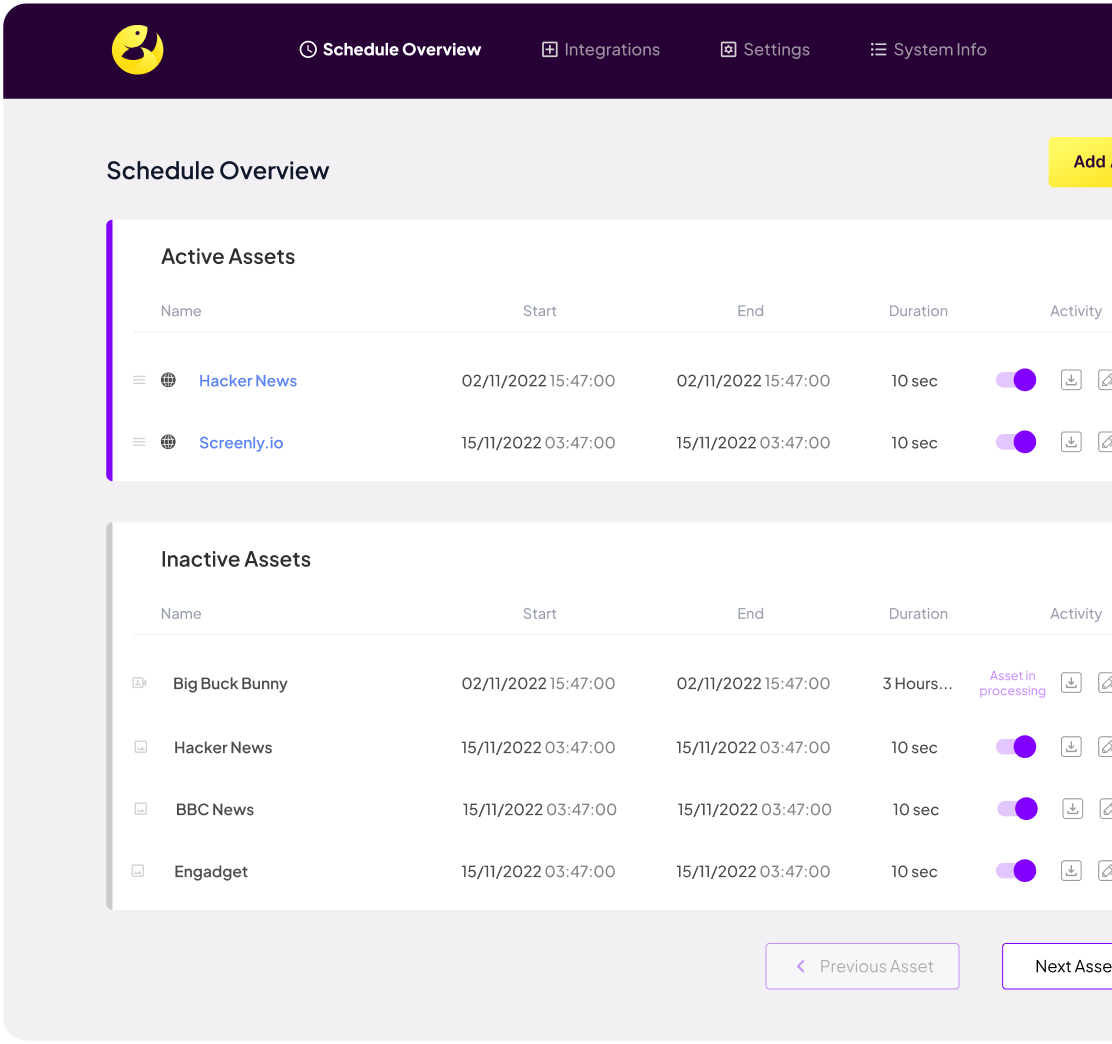 Schedule Overview Integrations Settings System Info
Schedule Overview
Add
Active Assets
Name Start End Duration Activity
Hacker News 02/11/2022 15:47:00 02/11/2022 15:47:00 10 sec
Screenly.io 15/11/2022 03:47:00 15/11/2022 03:47:00 10 sec
Inactive Assets
Name Start End Duration Activity
Big Buck Bunny 02/11/2022 15:47:00 02/11/2022 15:47:00 3 Hours... Asset in
processing
Hacker News 15/11/2022 03:47:00 15/11/2022 03:47:00 10 sec
BBC News 15/11/2022 03:47:00 15/11/2022 03:47:00 10 sec
Engadget 15/11/2022 03:47:00 15/11/2022 03:47:00 10 sec
Previous Asset Next Asse